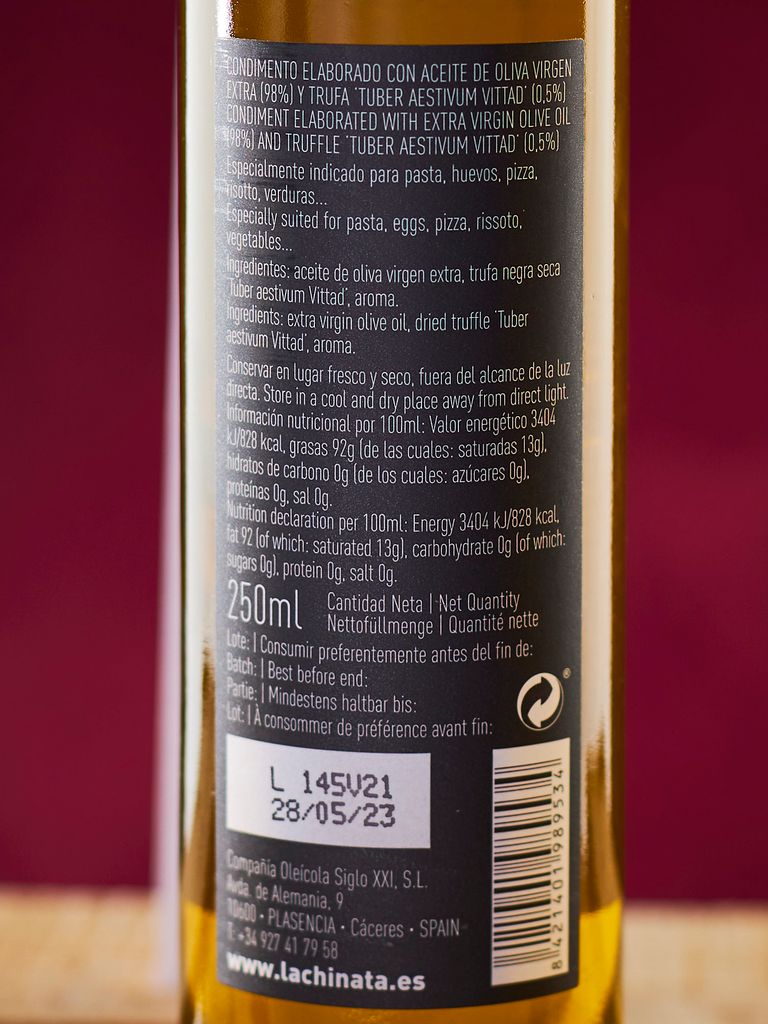 CONDIMENTO ELABORADO CON ACEITE DE OLIVA VIRGEN
EXTRA (98%) Y TRUFA 'TUBER AESTIVUM VITTAD' (0,5%)
CONDIMENT ELABORATED WITH EXTRA VIRGIN OLIVE OIL
(98%) AND TRUFFLE 'TUBER AESTIVUM VITTAD' (0,5%)
Especialmente indicado para pasta, huevos, pizza,
risotto, verduras...
Especially suited for pasta, eggs, pizza, rissoto,
vegetables...
Ingredientes: aceite de oliva virgen extra, trufa negra seca
'Tuber aestivum Vittad', aroma.
Ingredients: extra virgin olive oil, dried truffle 'Tuber
aestivum Vittad', aroma.
Conservar en lugar fresco y seco, fuera del alcance de la luz
directa. Store in a cool and dry place away from direct light.
Información nutricional por 100ml: Valor energético 3404
kJ/828 kcal, grasas 92g (de las cuales: saturadas 13g),
hidratos de carbono 0g (de los cuales: azúcares 0g),
proteínas 0g, sal 0g.
Nutrition declaration per 100ml: Energy 3404 kJ/828 kcal,
fat 92 (of which: saturated 13g), carbohydrate 0g (of which:
sugars 0g), protein 0g, salt 0g.
250ml Cantidad Neta | Net Quantity
Nettofüllmenge | Quantité nette
Lote: | Consumir preferentemente antes del fin de:
Batch: | Best before end:
Partie: | Mindestens haltbar bis:
Lot: | À consommer de préférence avant fin:
L 145V21
28/05/23
Compañía Oleícola Siglo XXI, S.L.
Avda. de Alemania, 9
10600 · PLASENCIA · Cáceres · SPAIN
T: +34 927 41 79 58
www.lachinata.es
8 421401 989534
®